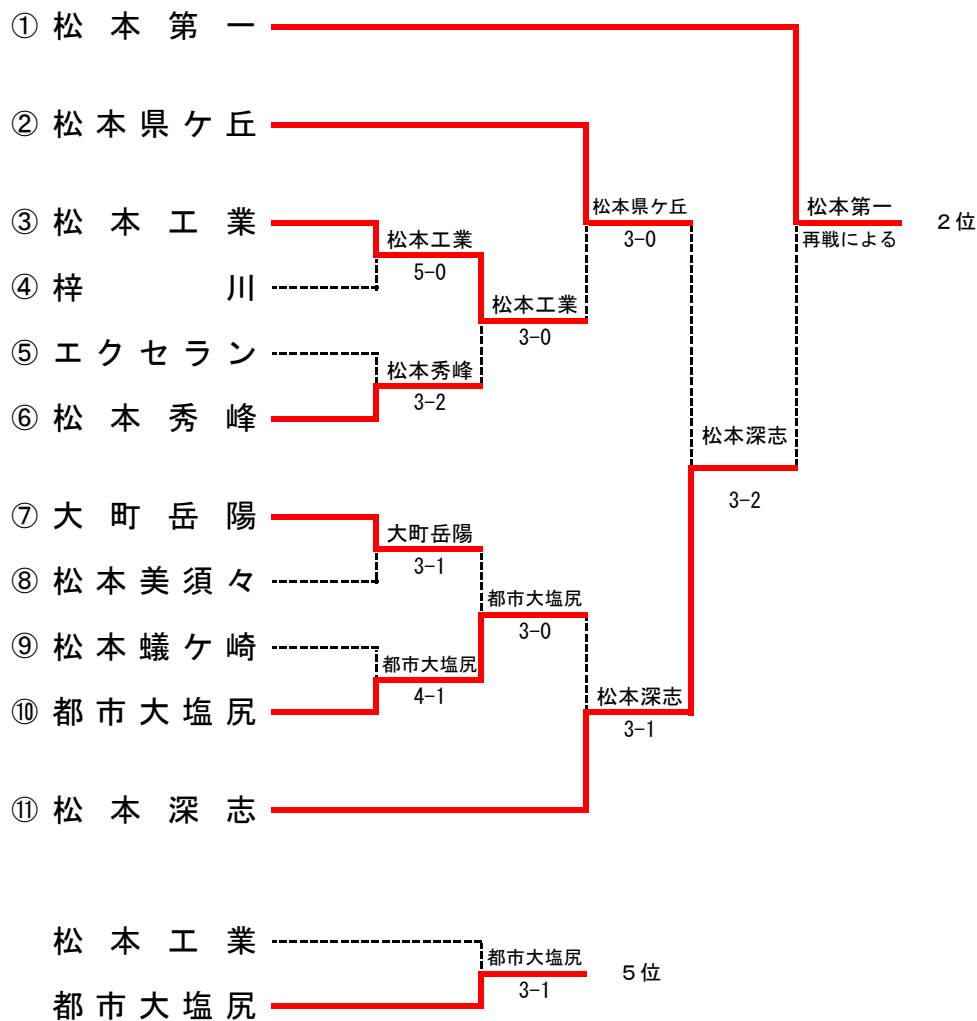 ① 松本第一
② 松本県ケ丘
③ 松本工業
④ 梓川
⑤ エクセラン
⑥ 松本秀峰
⑦ 大町岳陽
⑧ 松本美須々
⑨ 松本蟻ケ崎
⑩ 都市大塩尻
⑪ 松本深志
松本工業
5-0
松本秀峰
3-2
大町岳陽
3-1
都市大塩尻
4-1
松本工業
3-0
都市大塩尻
3-0
松本県ケ丘
3-0
松本深志
3-1
松本深志
3-2
松本第一
再戦による
２位
松本工業
都市大塩尻
都市大塩尻
3-1
５位